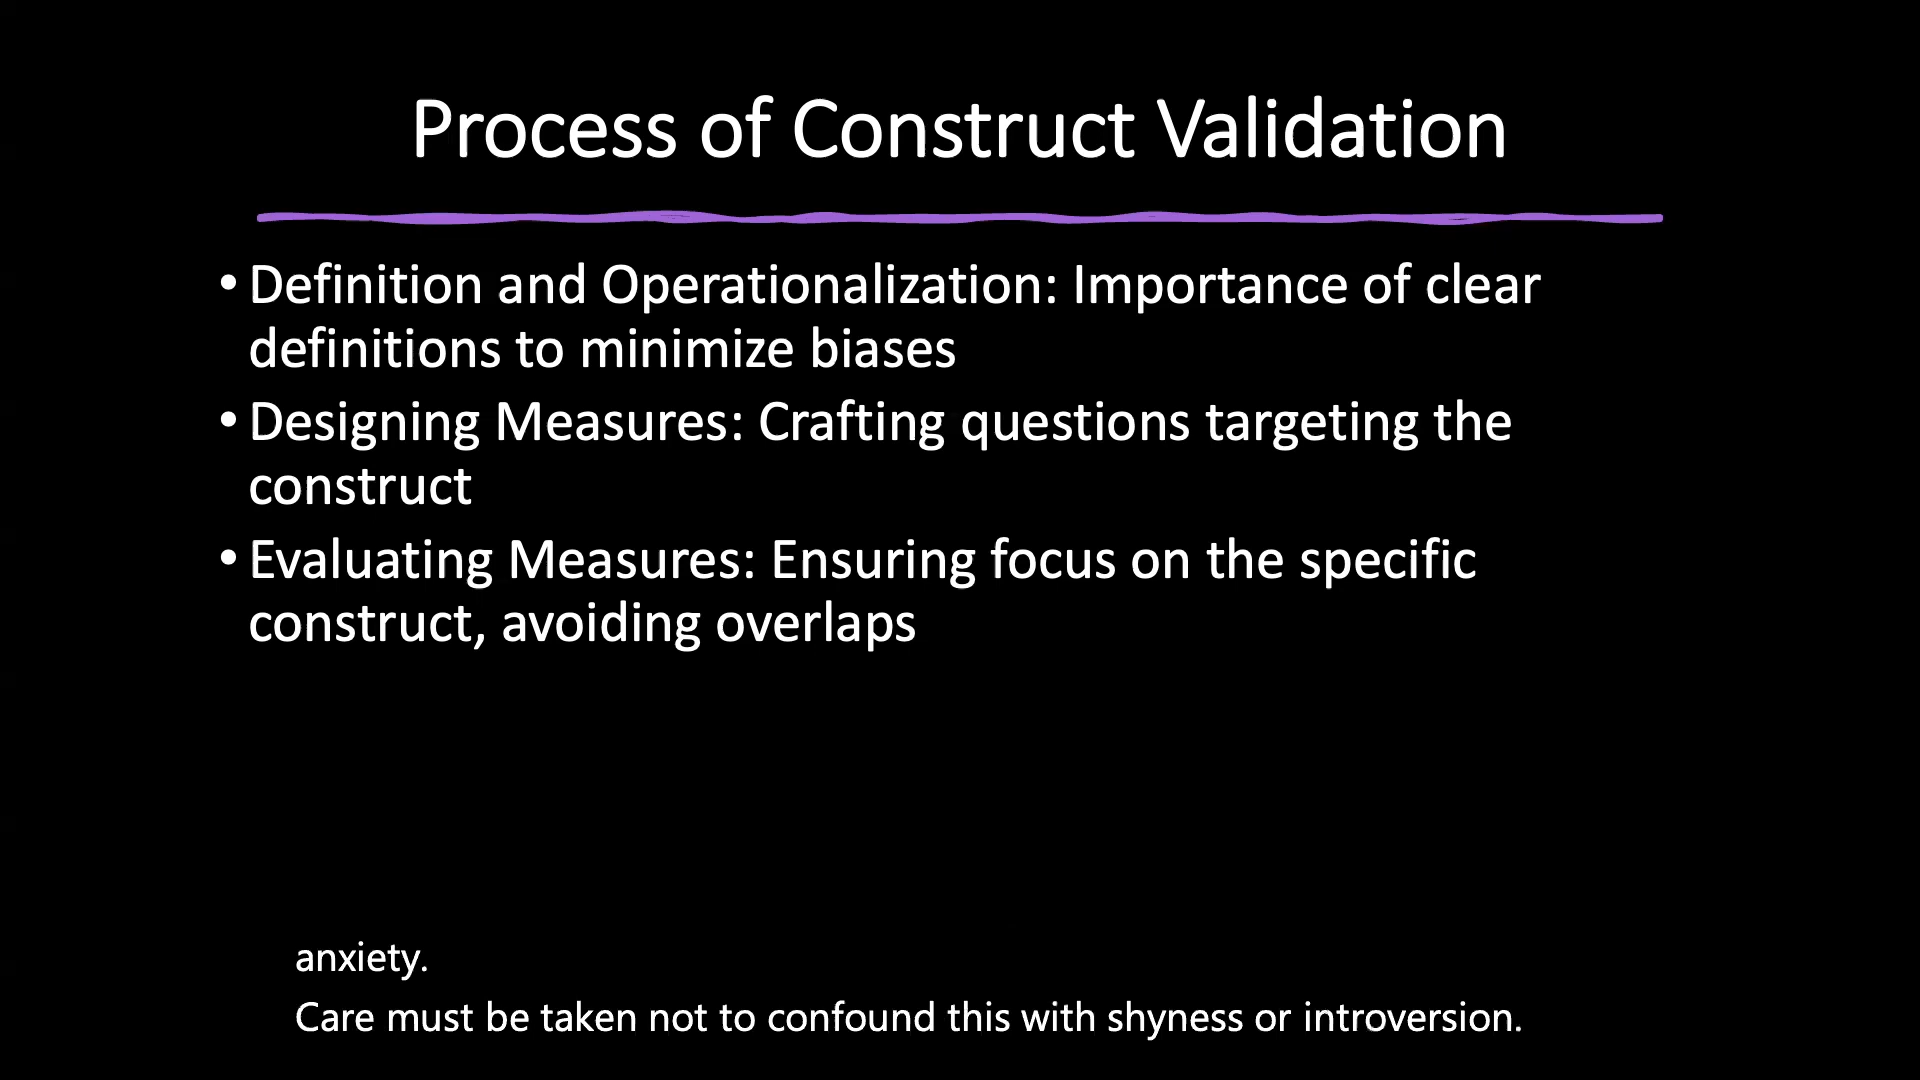 Process of Construct Validation
• Definition and Operationalization: Importance of clear
definitions to minimize biases
• Designing Measures: Crafting questions targeting the
construct
• Evaluating Measures: Ensuring focus on the specific
construct, avoiding overlaps
anxiety.
Care must be taken not to confound this with shyness or introversion.